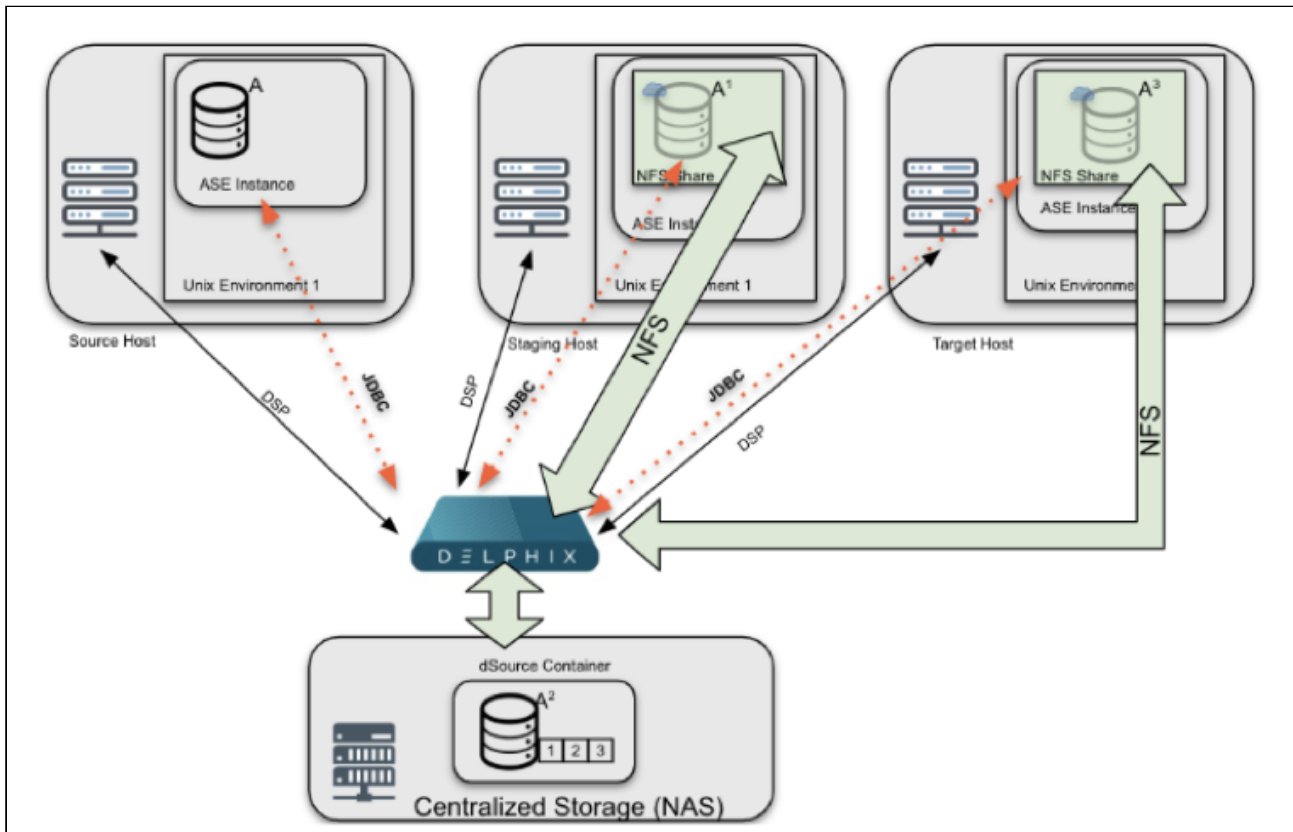 A
ASE Instance
Unix Environment 1
Source Host
A¹
NFS Share
ASE Inst
Unix E
ment 1
Staging Host
A³
NFS Share
ASE Instance
Unix Environme
Target Host
DSP
JDBC
DSP
JDBC
NFS
JDBC
DSP
NFS
DELPHIX
dSource Container
A²
1 2 3
Centralized Storage (NAS)